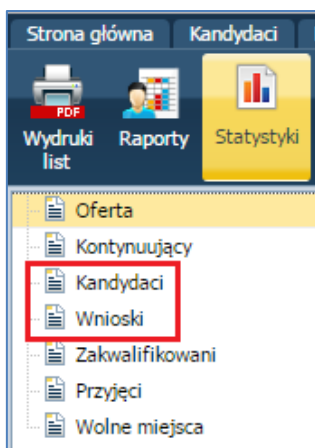 Strona główna Kandydaci
PDF
Wydruki list Raporty Statystyki
Oferta
Kontynuujący
Kandydaci
Wnioski
Zakwalifikowani
Przyjęci
Wolne miejsca